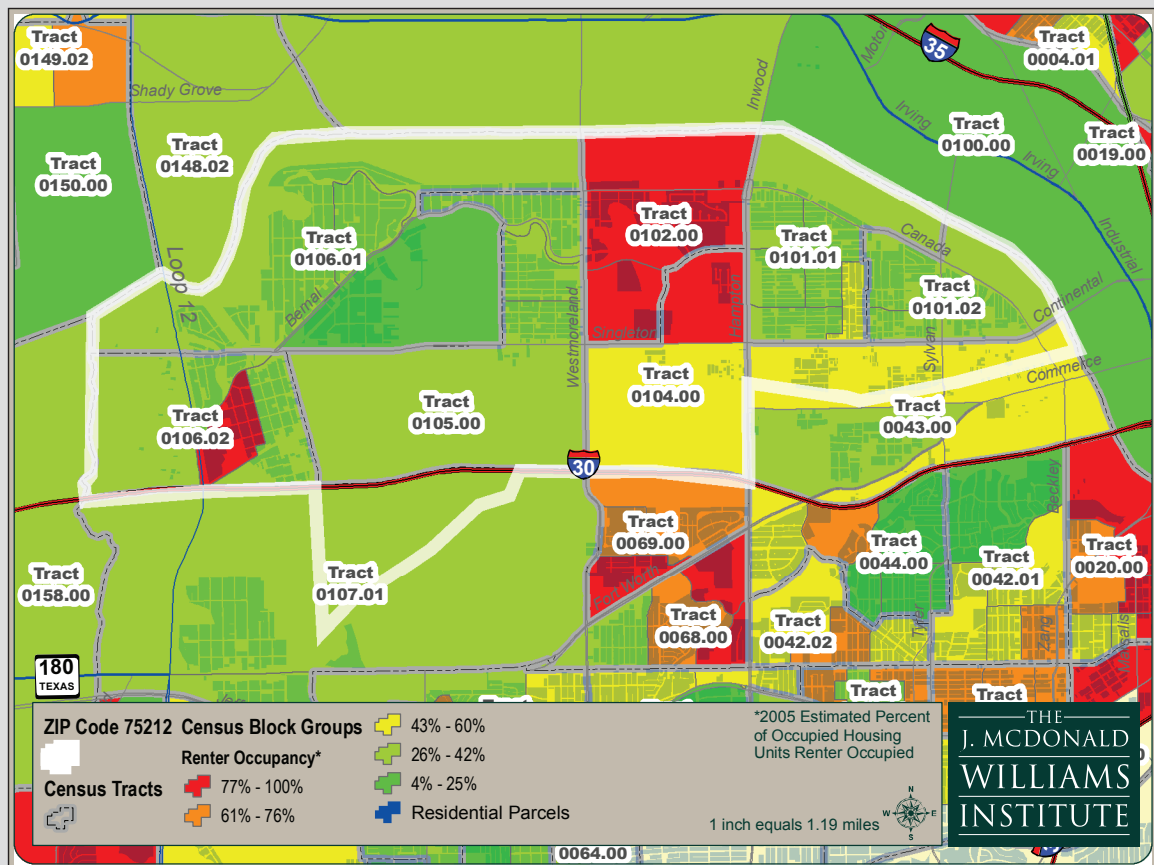 Tract
0149.02
Shady Grove
Tract
0150.00
Tract
0148.02
Loop 12
Inwood
Motor
35
Tract
0004.01
Irving
Tract
0100.00
Irving
Tract
0019.00
Industrial
Tract
0106.01
Bernal
Tract
0102.00
Tract
0101.01
Canada
Tract
0101.02
Continental
Hampton
Singleton
Westmoreland
Sylvan
Commerce
Tract
0104.00
Tract
0105.00
Tract
0106.02
Tract
0043.00
30
Beckley
Tract
0069.00
Fort Worth
Tract
0044.00
Tract
0042.01
Tract
0020.00
Tract
0158.00
Tract
0107.01
Tract
0068.00
Tract
0042.02
Tyler
Zang
Marsalis
180
TEXAS
Tract
Tract
ZIP Code 75212
Census Tracts
Census Block Groups
Renter Occupancy*
77% - 100%
61% - 76%
43% - 60%
26% - 42%
4% - 25%
Residential Parcels
*2005 Estimated Percent
of Occupied Housing
Units Renter Occupied
N
W E
S
1 inch equals 1.19 miles
THE
J. MCDONALD
WILLIAMS
INSTITUTE
0064.00